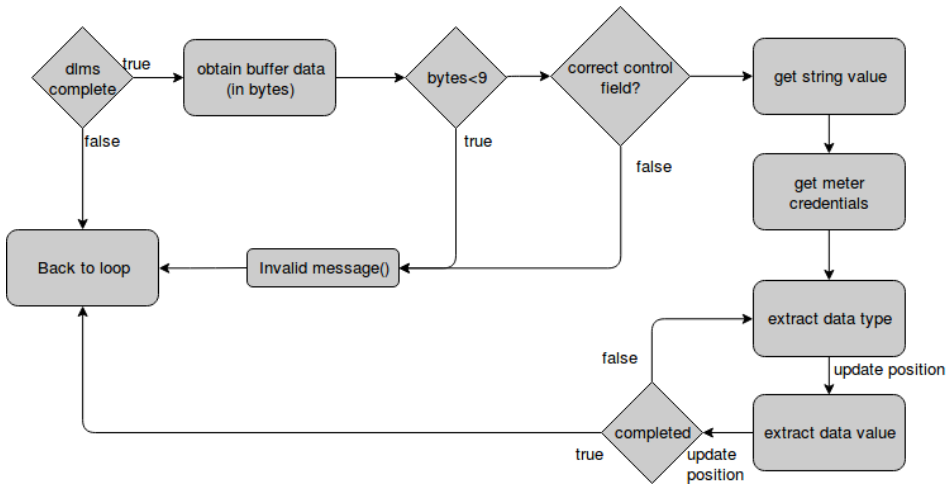 dlms
complete
true
obtain buffer data
(in bytes)
bytes<9
correct control
field?
get string value
false
true
false
get meter
credentials
Back to loop
Invalid message()
extract data type
false
update position
completed
extract data value
true
update
position